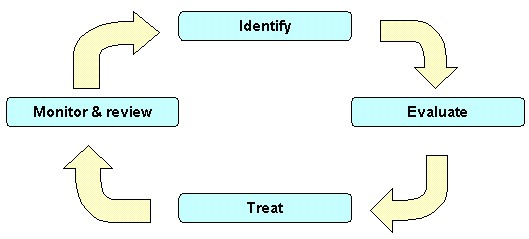 Identify
Evaluate
Treat
Monitor & review